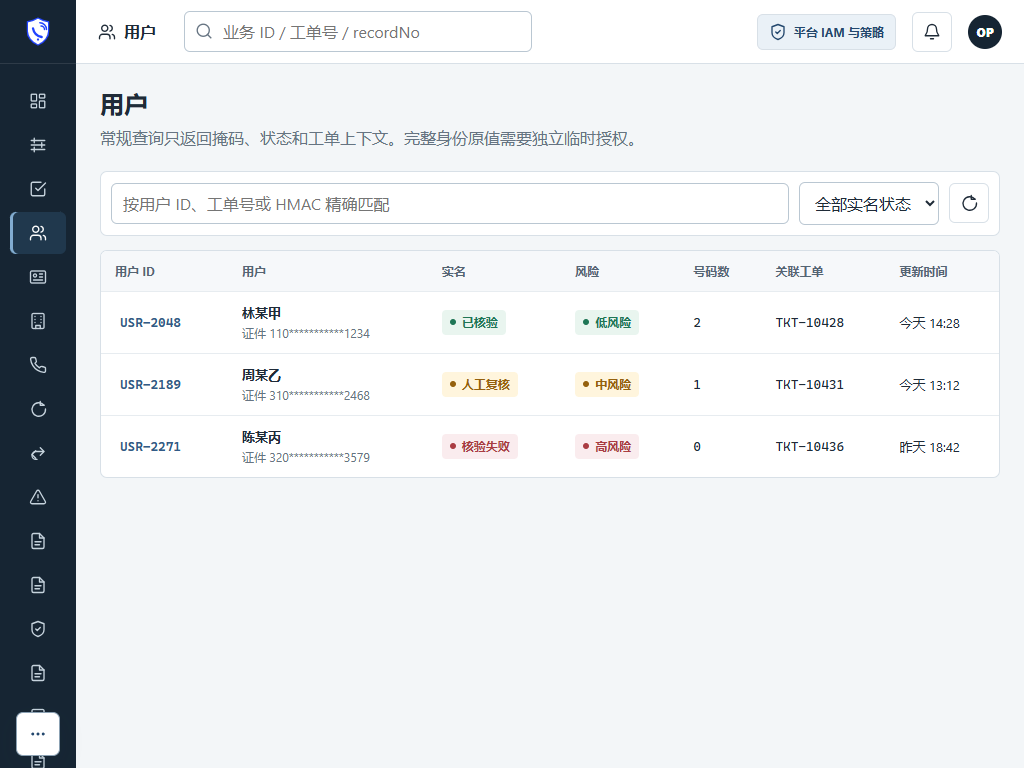 用户
业务 ID / 工单号 / recordNo
平台 IAM 与策略
OP
用户
常规查询只返回掩码、状态和工单上下文。完整身份原值需要独立临时授权。
按用户 ID、工单号或 HMAC 精确匹配
全部实名状态
用户 ID 用户 实名 风险 号码数 关联工单 更新时间
USR-2048 林某甲 已核验 低风险 2 TKT-10428 今天 14:28
证件 110***********1234
USR-2189 周某乙 人工复核 中风险 1 TKT-10431 今天 13:12
证件 310***********2468
USR-2271 陈某丙 核验失败 高风险 0 TKT-10436 昨天 18:42
证件 320***********3579